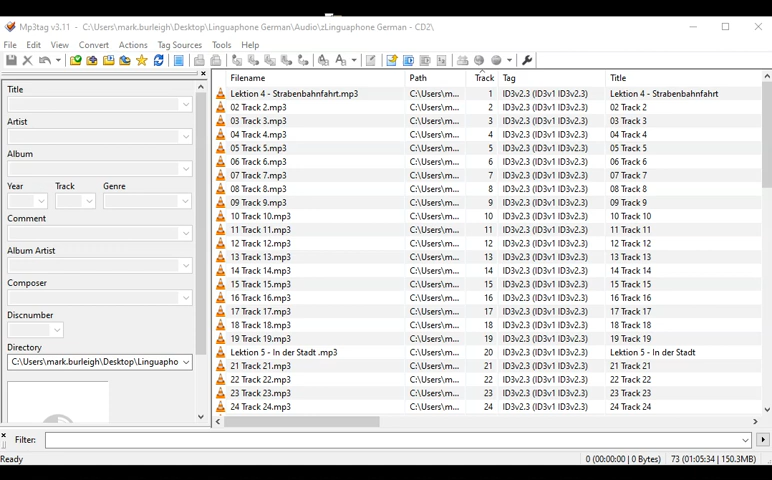 Mp3tag v3.11 - C:\Users\mark.burleigh\Desktop\Linguaphone German\Audio\zLinguaphone German - CD2\
File Edit View Convert Actions Tag Sources Tools Help
Title
Artist
Album
Year Track Genre
Comment
Album Artist
Composer
Discnumber
Directory
C:\Users\mark.burleigh\Desktop\Linguapho
Filename Path Track Tag Title
Lektion 4 - Strabenbahnfahrt.mp3 C:\Users\m... 1 ID3v2.3 (ID3v1 ID3v2.3) Lektion 4 - Strabenbahnfahrt
02 Track 2.mp3 C:\Users\m... 2 ID3v2.3 (ID3v1 ID3v2.3) 02 Track 2
03 Track 3.mp3 C:\Users\m... 3 ID3v2.3 (ID3v1 ID3v2.3) 03 Track 3
04 Track 4.mp3 C:\Users\m... 4 ID3v2.3 (ID3v1 ID3v2.3) 04 Track 4
05 Track 5.mp3 C:\Users\m... 5 ID3v2.3 (ID3v1 ID3v2.3) 05 Track 5
06 Track 6.mp3 C:\Users\m... 6 ID3v2.3 (ID3v1 ID3v2.3) 06 Track 6
07 Track 7.mp3 C:\Users\m... 7 ID3v2.3 (ID3v1 ID3v2.3) 07 Track 7
08 Track 8.mp3 C:\Users\m... 8 ID3v2.3 (ID3v1 ID3v2.3) 08 Track 8
09 Track 9.mp3 C:\Users\m... 9 ID3v2.3 (ID3v1 ID3v2.3) 09 Track 9
10 Track 10.mp3 C:\Users\m... 10 ID3v2.3 (ID3v1 ID3v2.3) 10 Track 10
11 Track 11.mp3 C:\Users\m... 11 ID3v2.3 (ID3v1 ID3v2.3) 11 Track 11
12 Track 12.mp3 C:\Users\m... 12 ID3v2.3 (ID3v1 ID3v2.3) 12 Track 12
13 Track 13.mp3 C:\Users\m... 13 ID3v2.3 (ID3v1 ID3v2.3) 13 Track 13
14 Track 14.mp3 C:\Users\m... 14 ID3v2.3 (ID3v1 ID3v2.3) 14 Track 14
15 Track 15.mp3 C:\Users\m... 15 ID3v2.3 (ID3v1 ID3v2.3) 15 Track 15
16 Track 16.mp3 C:\Users\m... 16 ID3v2.3 (ID3v1 ID3v2.3) 16 Track 16
17 Track 17.mp3 C:\Users\m... 17 ID3v2.3 (ID3v1 ID3v2.3) 17 Track 17
18 Track 18.mp3 C:\Users\m... 18 ID3v2.3 (ID3v1 ID3v2.3) 18 Track 18
19 Track 19.mp3 C:\Users\m... 19 ID3v2.3 (ID3v1 ID3v2.3) 19 Track 19
Lektion 5 - In der Stadt .mp3 C:\Users\m... 20 ID3v2.3 (ID3v1 ID3v2.3) Lektion 5 - In der Stadt
21 Track 21.mp3 C:\Users\m... 21 ID3v2.3 (ID3v1 ID3v2.3) 21 Track 21
22 Track 22.mp3 C:\Users\m... 22 ID3v2.3 (ID3v1 ID3v2.3) 22 Track 22
23 Track 23.mp3 C:\Users\m... 23 ID3v2.3 (ID3v1 ID3v2.3) 23 Track 23
24 Track 24.mp3 C:\Users\m... 24 ID3v2.3 (ID3v1 ID3v2.3) 24 Track 24
Filter:
Ready 0 (00:00:00 | 0 Bytes) 73 (01:05:34 | 150.3MB)